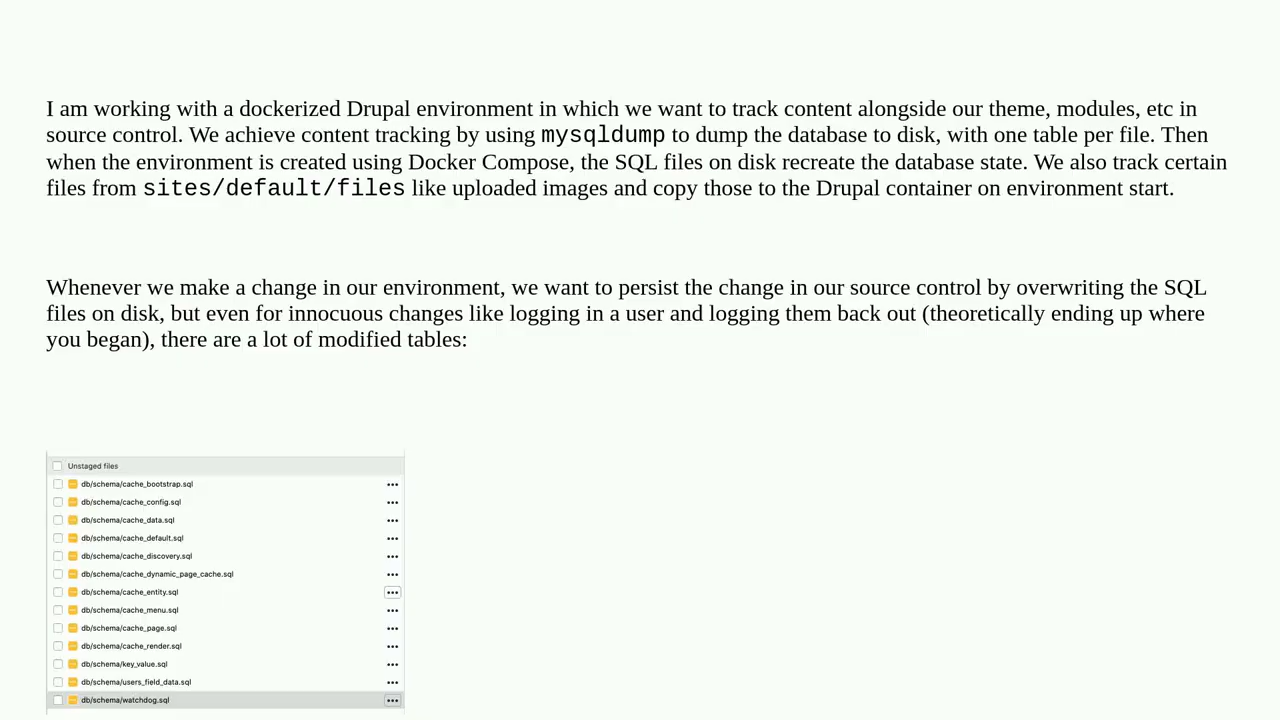 I am working with a dockerized Drupal environment in which we want to track content alongside our theme, modules, etc in
source control. We achieve content tracking by using mysqldump to dump the database to disk, with one table per file. Then
when the environment is created using Docker Compose, the SQL files on disk recreate the database state. We also track certain
files from sites/default/files like uploaded images and copy those to the Drupal container on environment start.
Whenever we make a change in our environment, we want to persist the change in our source control by overwriting the SQL
files on disk, but even for innocuous changes like logging in a user and logging them back out (theoretically ending up where
you began), there are a lot of modified tables:
Unstaged files
db/schema/cache_bootstrap.sql
db/schema/cache_config.sql
db/schema/cache_data.sql
db/schema/cache_default.sql
db/schema/cache_discovery.sql
db/schema/cache_dynamic_page_cache.sql
db/schema/cache_entity.sql
db/schema/cache_menu.sql
db/schema/cache_page.sql
db/schema/cache_render.sql
db/schema/key_value.sql
db/schema/users_field_data.sql
db/schema/watchdog.sql